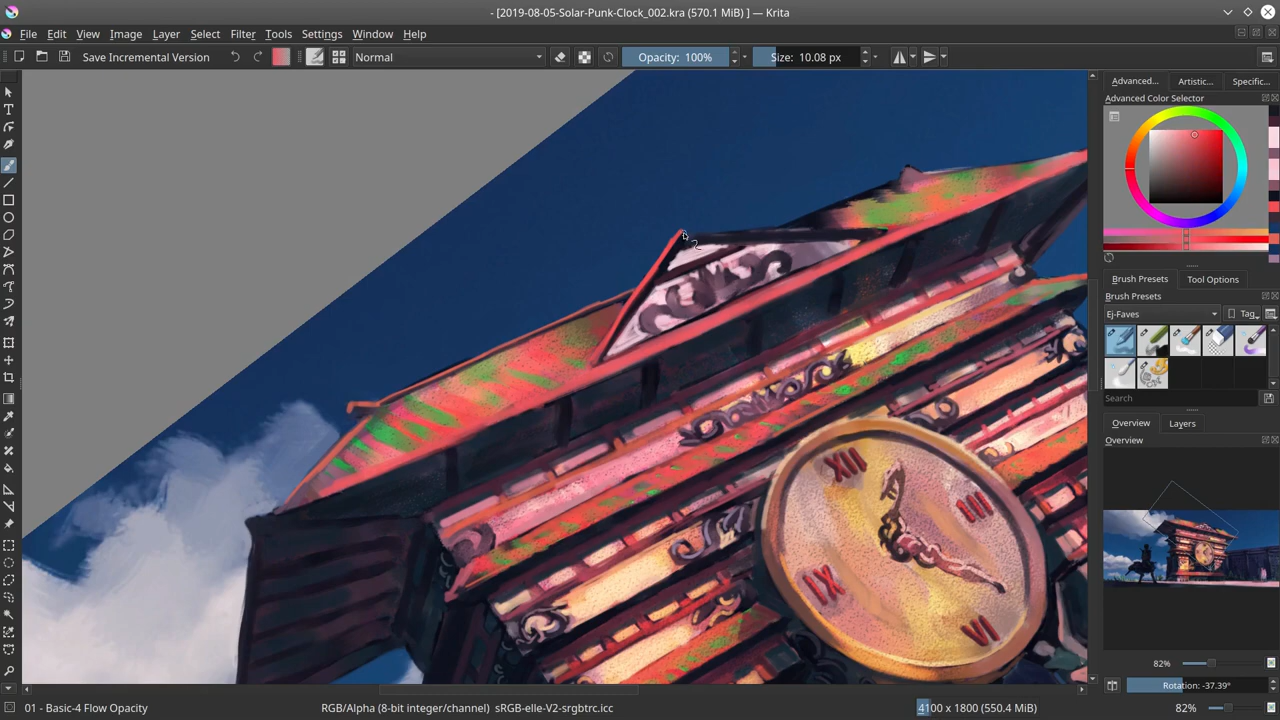 - [2019-08-05-Solar-Punk-Clock_002.kra (570.1 MiB) ] — Krita
File Edit View Image Layer Select Filter Tools Settings Window Help
Save Incremental Version Normal Opacity: 100% Size: 10.08 px
Advanced... Artistic... Specific...
Advanced Color Selector
Brush Presets Tool Options
Brush Presets
Ej-Faves Tag
Search
Overview Layers
Overview
XII
III
IX
VI
82%
Rotation: -37.39°
01 - Basic-4 Flow Opacity RGB/Alpha (8-bit integer/channel) sRGB-elle-V2-srgbtrc.icc 4100 x 1800 (550.4 MiB) 82%